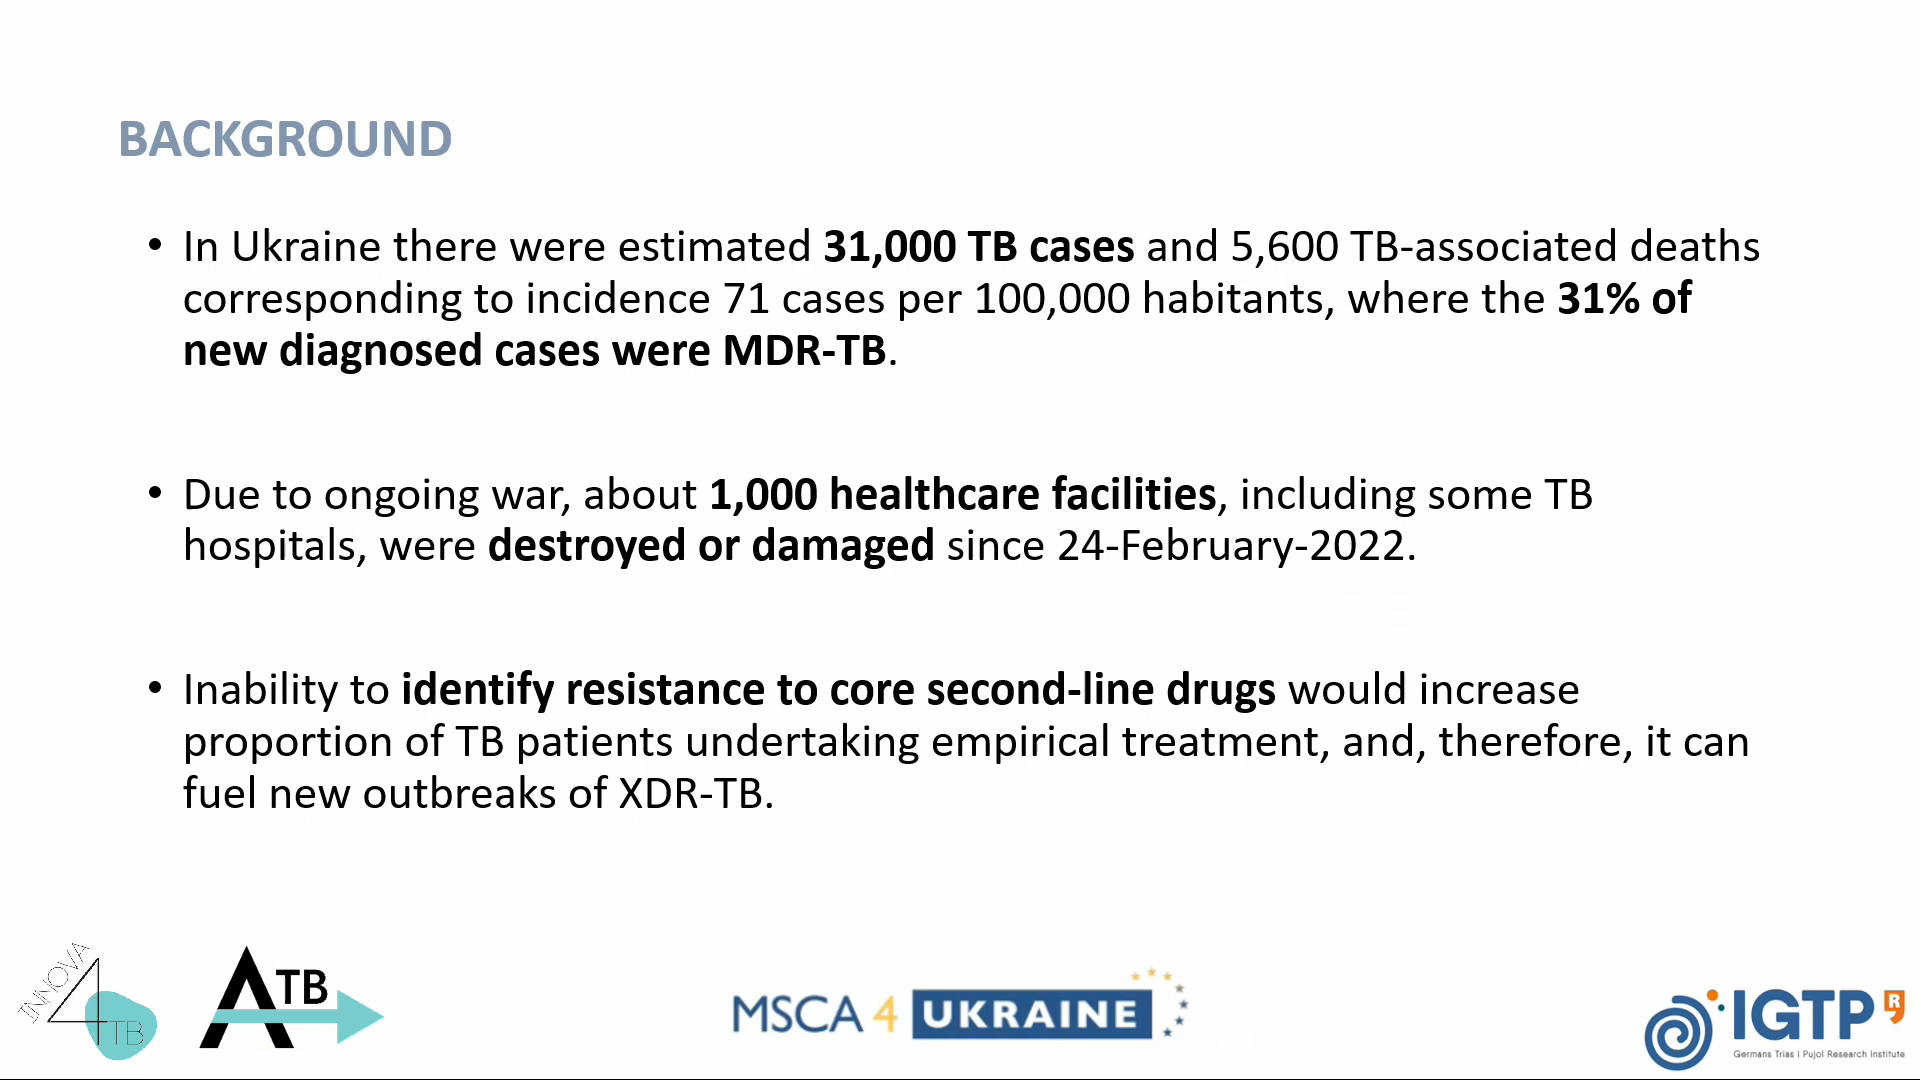 BACKGROUND
• In Ukraine there were estimated 31,000 TB cases and 5,600 TB-associated deaths
corresponding to incidence 71 cases per 100,000 habitants, where the 31% of
new diagnosed cases were MDR-TB.
• Due to ongoing war, about 1,000 healthcare facilities, including some TB
hospitals, were destroyed or damaged since 24-February-2022.
• Inability to identify resistance to core second-line drugs would increase
proportion of TB patients undertaking empirical treatment, and, therefore, it can
fuel new outbreaks of XDR-TB.
INNOVA
4
TB
ATB
MSCA 4 UKRAINE
IGTP R
Germans Trias i Pujol Research Institute